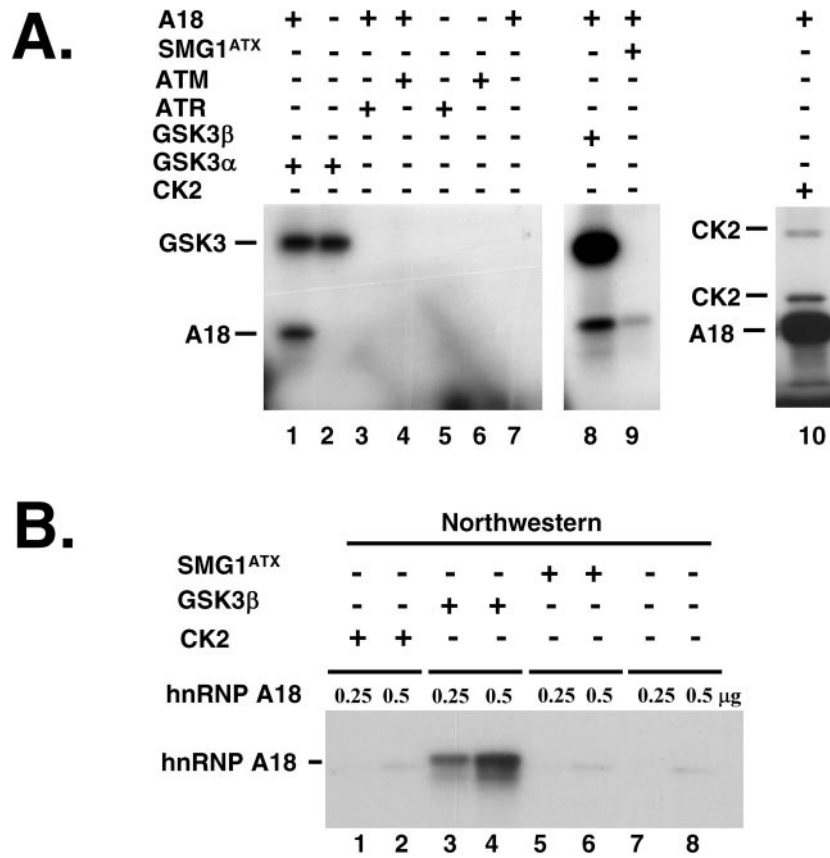 A.
A18 + - + + - - + + + +
SMG1ATX - - - - - - - - + -
ATM - - - + - + - - - -
ATR - - + - - + - - - -
GSK3β - - - - - - - + - -
GSK3α + + - - - - - - - -
CK2 - - - - - - - - - +
GSK3
A18
CK2
CK2
A18
1 2 3 4 5 6 7 8 9 10
B.
Northwestern
SMG1ATX - - - - + + - -
GSK3β - - + + - - - -
CK2 + + - - - - - -
hnRNP A18 0.25 0.5 0.25 0.5 0.25 0.5 0.25 0.5 μg
hnRNP A18
1 2 3 4 5 6 7 8